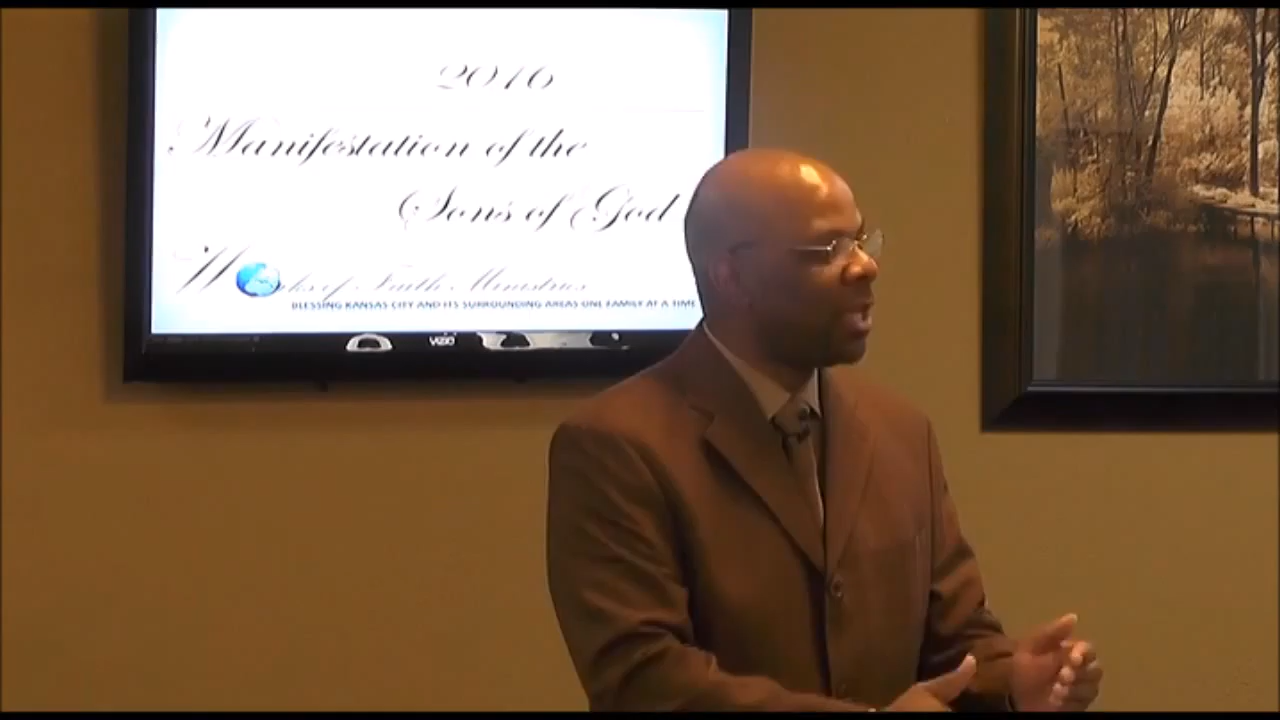 2016
Manifestation of the
Sons of God
Works of Faith Ministries
BLESSING KANSAS CITY AND ITS SURROUNDING AREAS ONE FAMILY AT A TIME
VIZIO